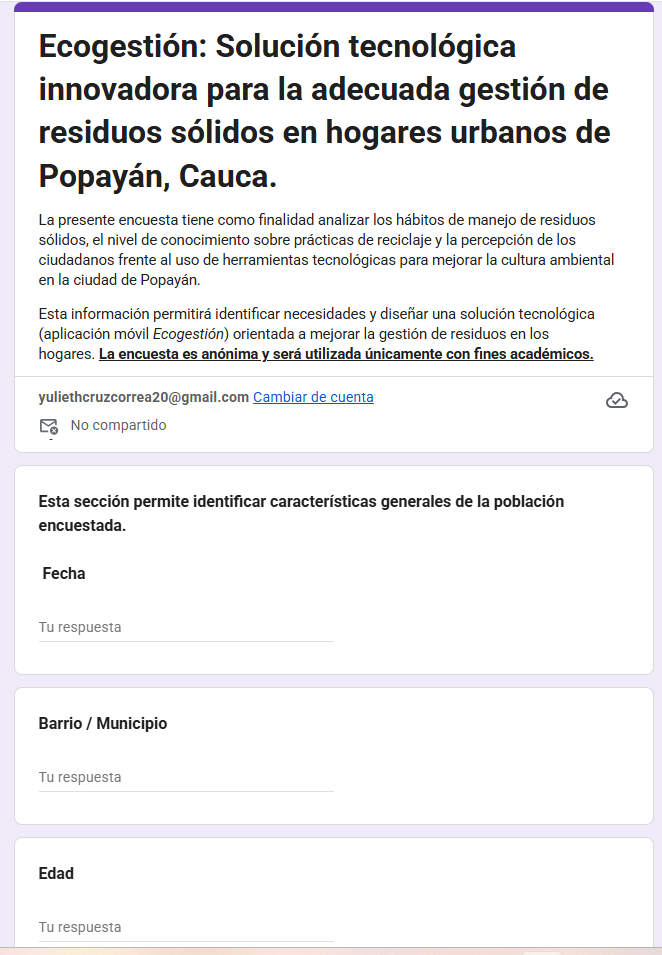 Ecogestión: Solución tecnológica
innovadora para la adecuada gestión de
residuos sólidos en hogares urbanos de
Popayán, Cauca.
La presente encuesta tiene como finalidad analizar los hábitos de manejo de residuos
sólidos, el nivel de conocimiento sobre prácticas de reciclaje y la percepción de los
ciudadanos frente al uso de herramientas tecnológicas para mejorar la cultura ambiental
en la ciudad de Popayán.
Esta información permitirá identificar necesidades y diseñar una solución tecnológica
(aplicación móvil Ecogestión) orientada a mejorar la gestión de residuos en los
hogares. La encuesta es anónima y será utilizada únicamente con fines académicos.
yuliethcruzcorrea20@gmail.com Cambiar de cuenta
No compartido
Esta sección permite identificar características generales de la población
encuestada.
Fecha
Tu respuesta
Barrio / Municipio
Tu respuesta
Edad
Tu respuesta